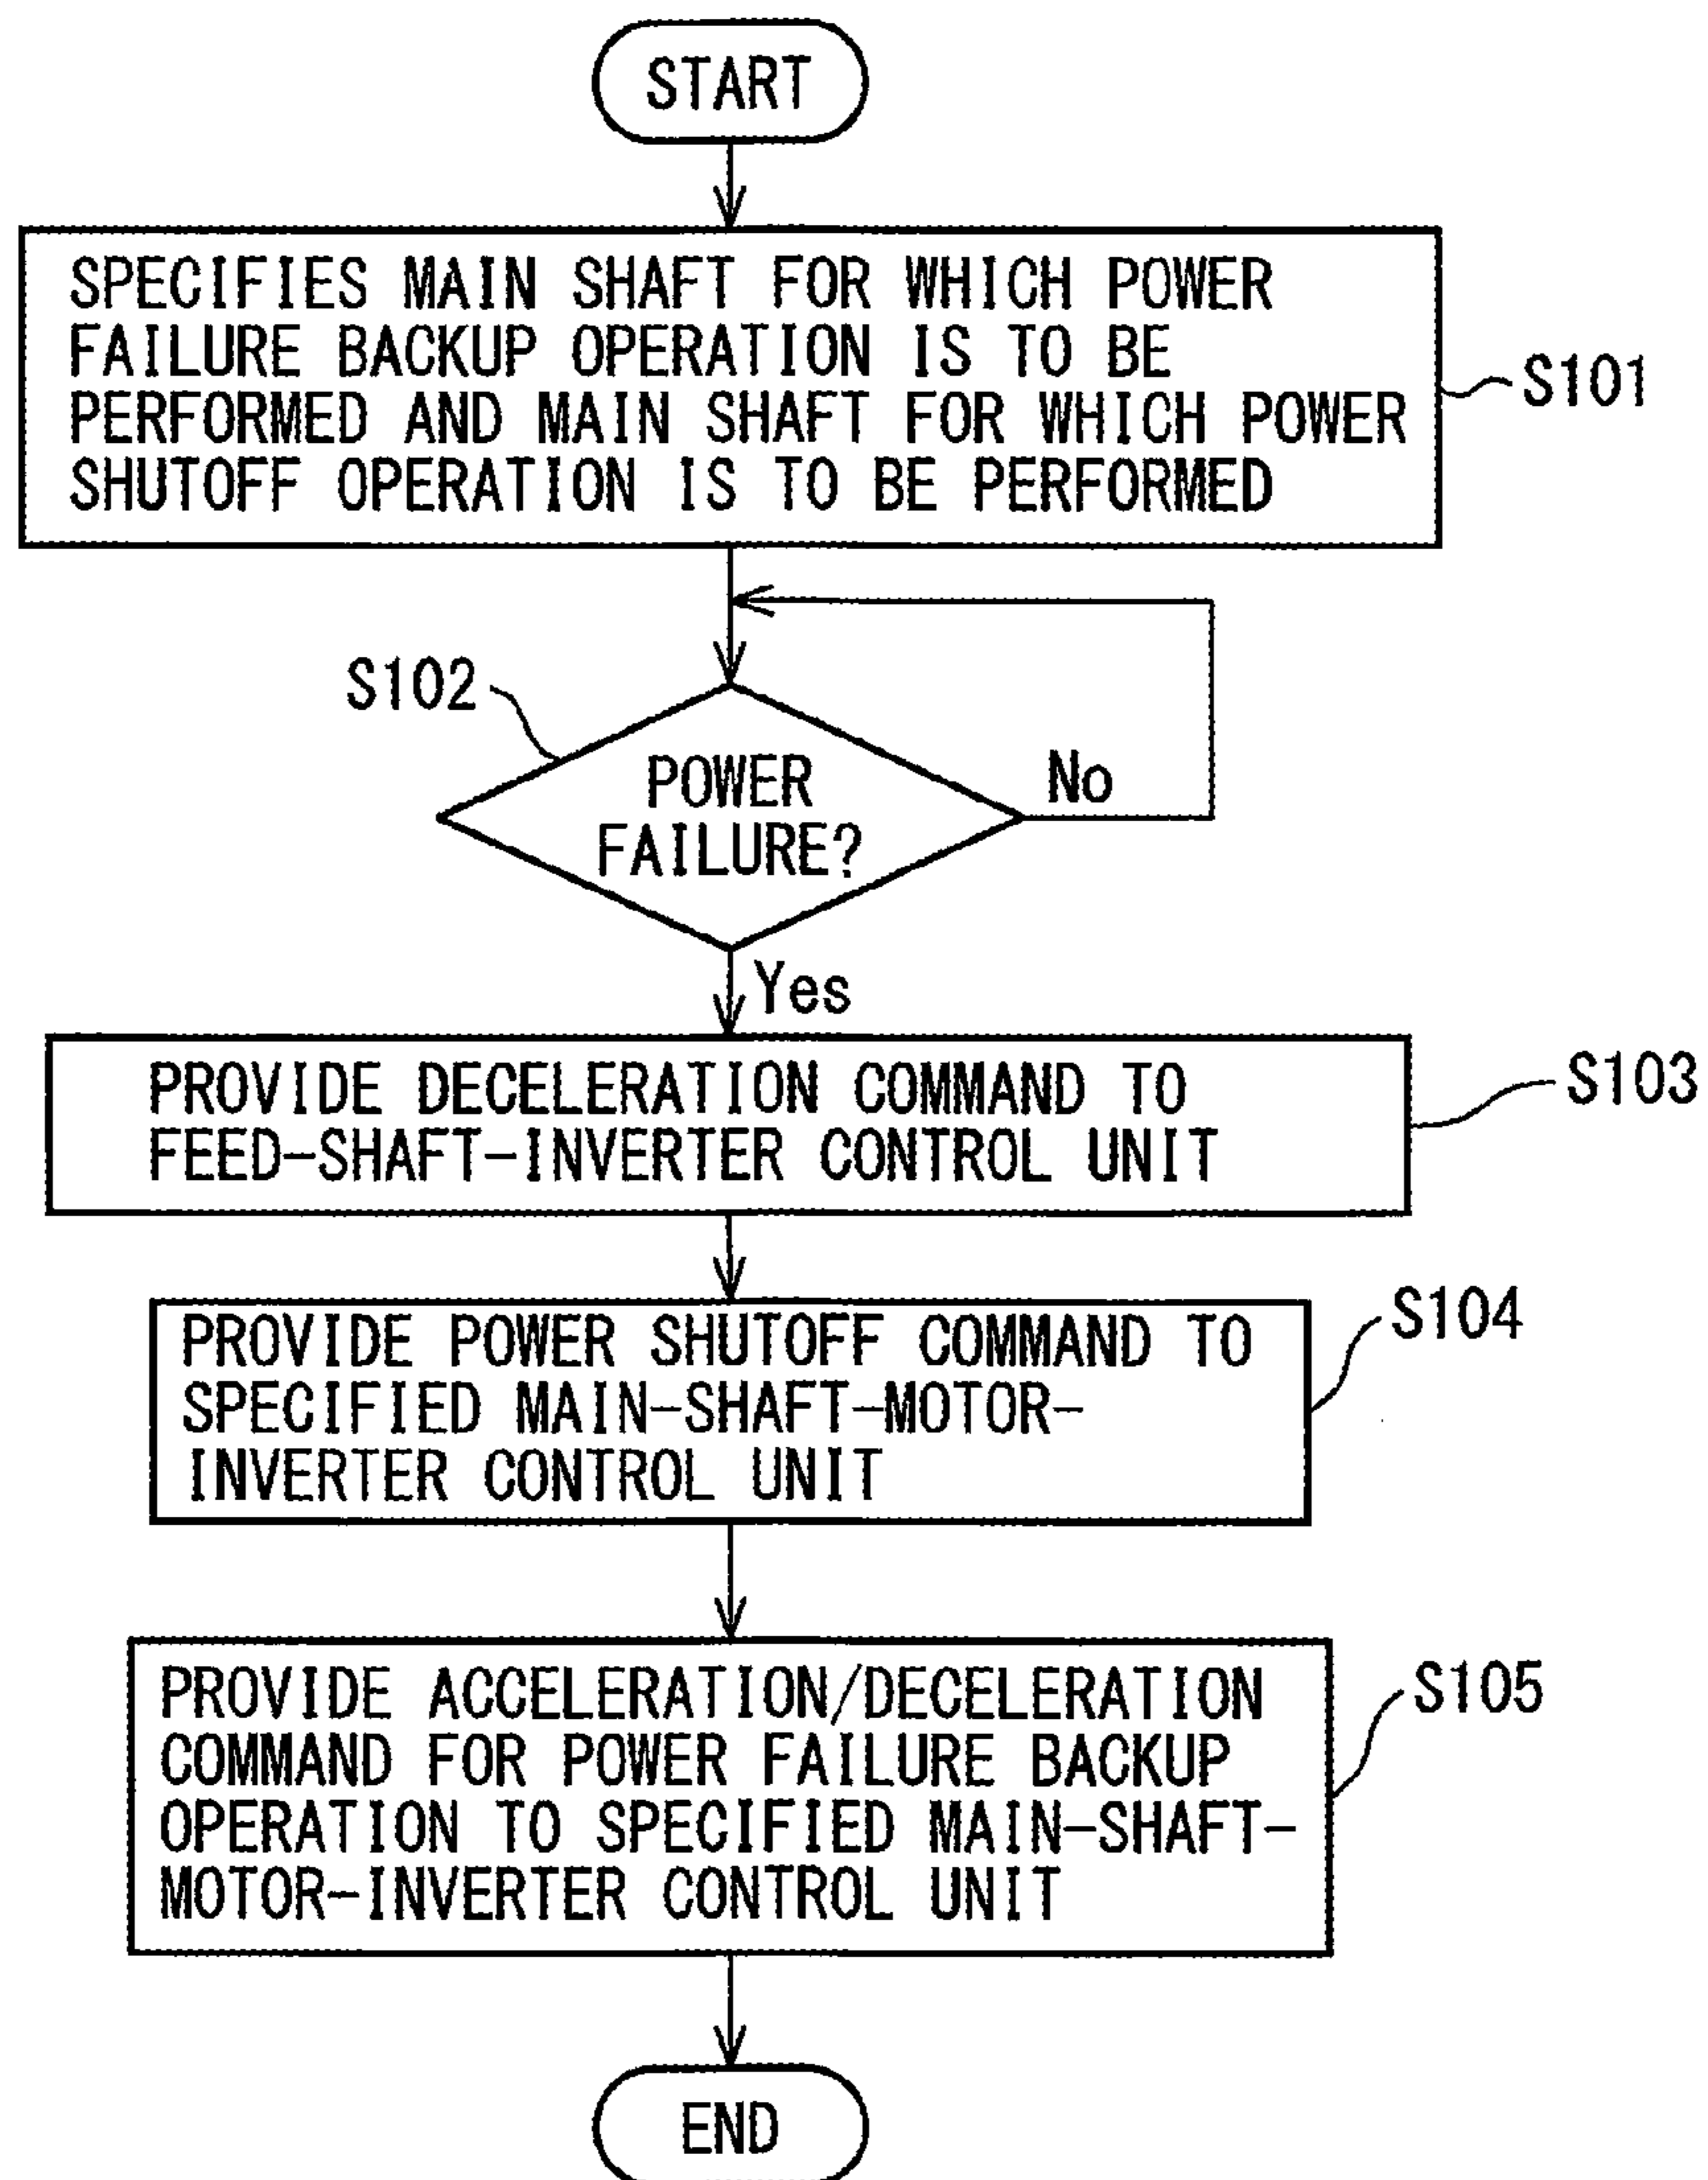 START
SPECIFIES MAIN SHAFT FOR WHICH POWER
FAILURE BACKUP OPERATION IS TO BE
PERFORMED AND MAIN SHAFT FOR WHICH POWER
SHUTOFF OPERATION IS TO BE PERFORMED
S101
S102
POWER
FAILURE?
No
Yes
PROVIDE DECELERATION COMMAND TO
FEED-SHAFT-INVERTER CONTROL UNIT
S103
PROVIDE POWER SHUTOFF COMMAND TO
SPECIFIED MAIN-SHAFT-MOTOR-
INVERTER CONTROL UNIT
S104
PROVIDE ACCELERATION/DECELERATION
COMMAND FOR POWER FAILURE BACKUP
OPERATION TO SPECIFIED MAIN-SHAFT-
MOTOR-INVERTER CONTROL UNIT
S105
END